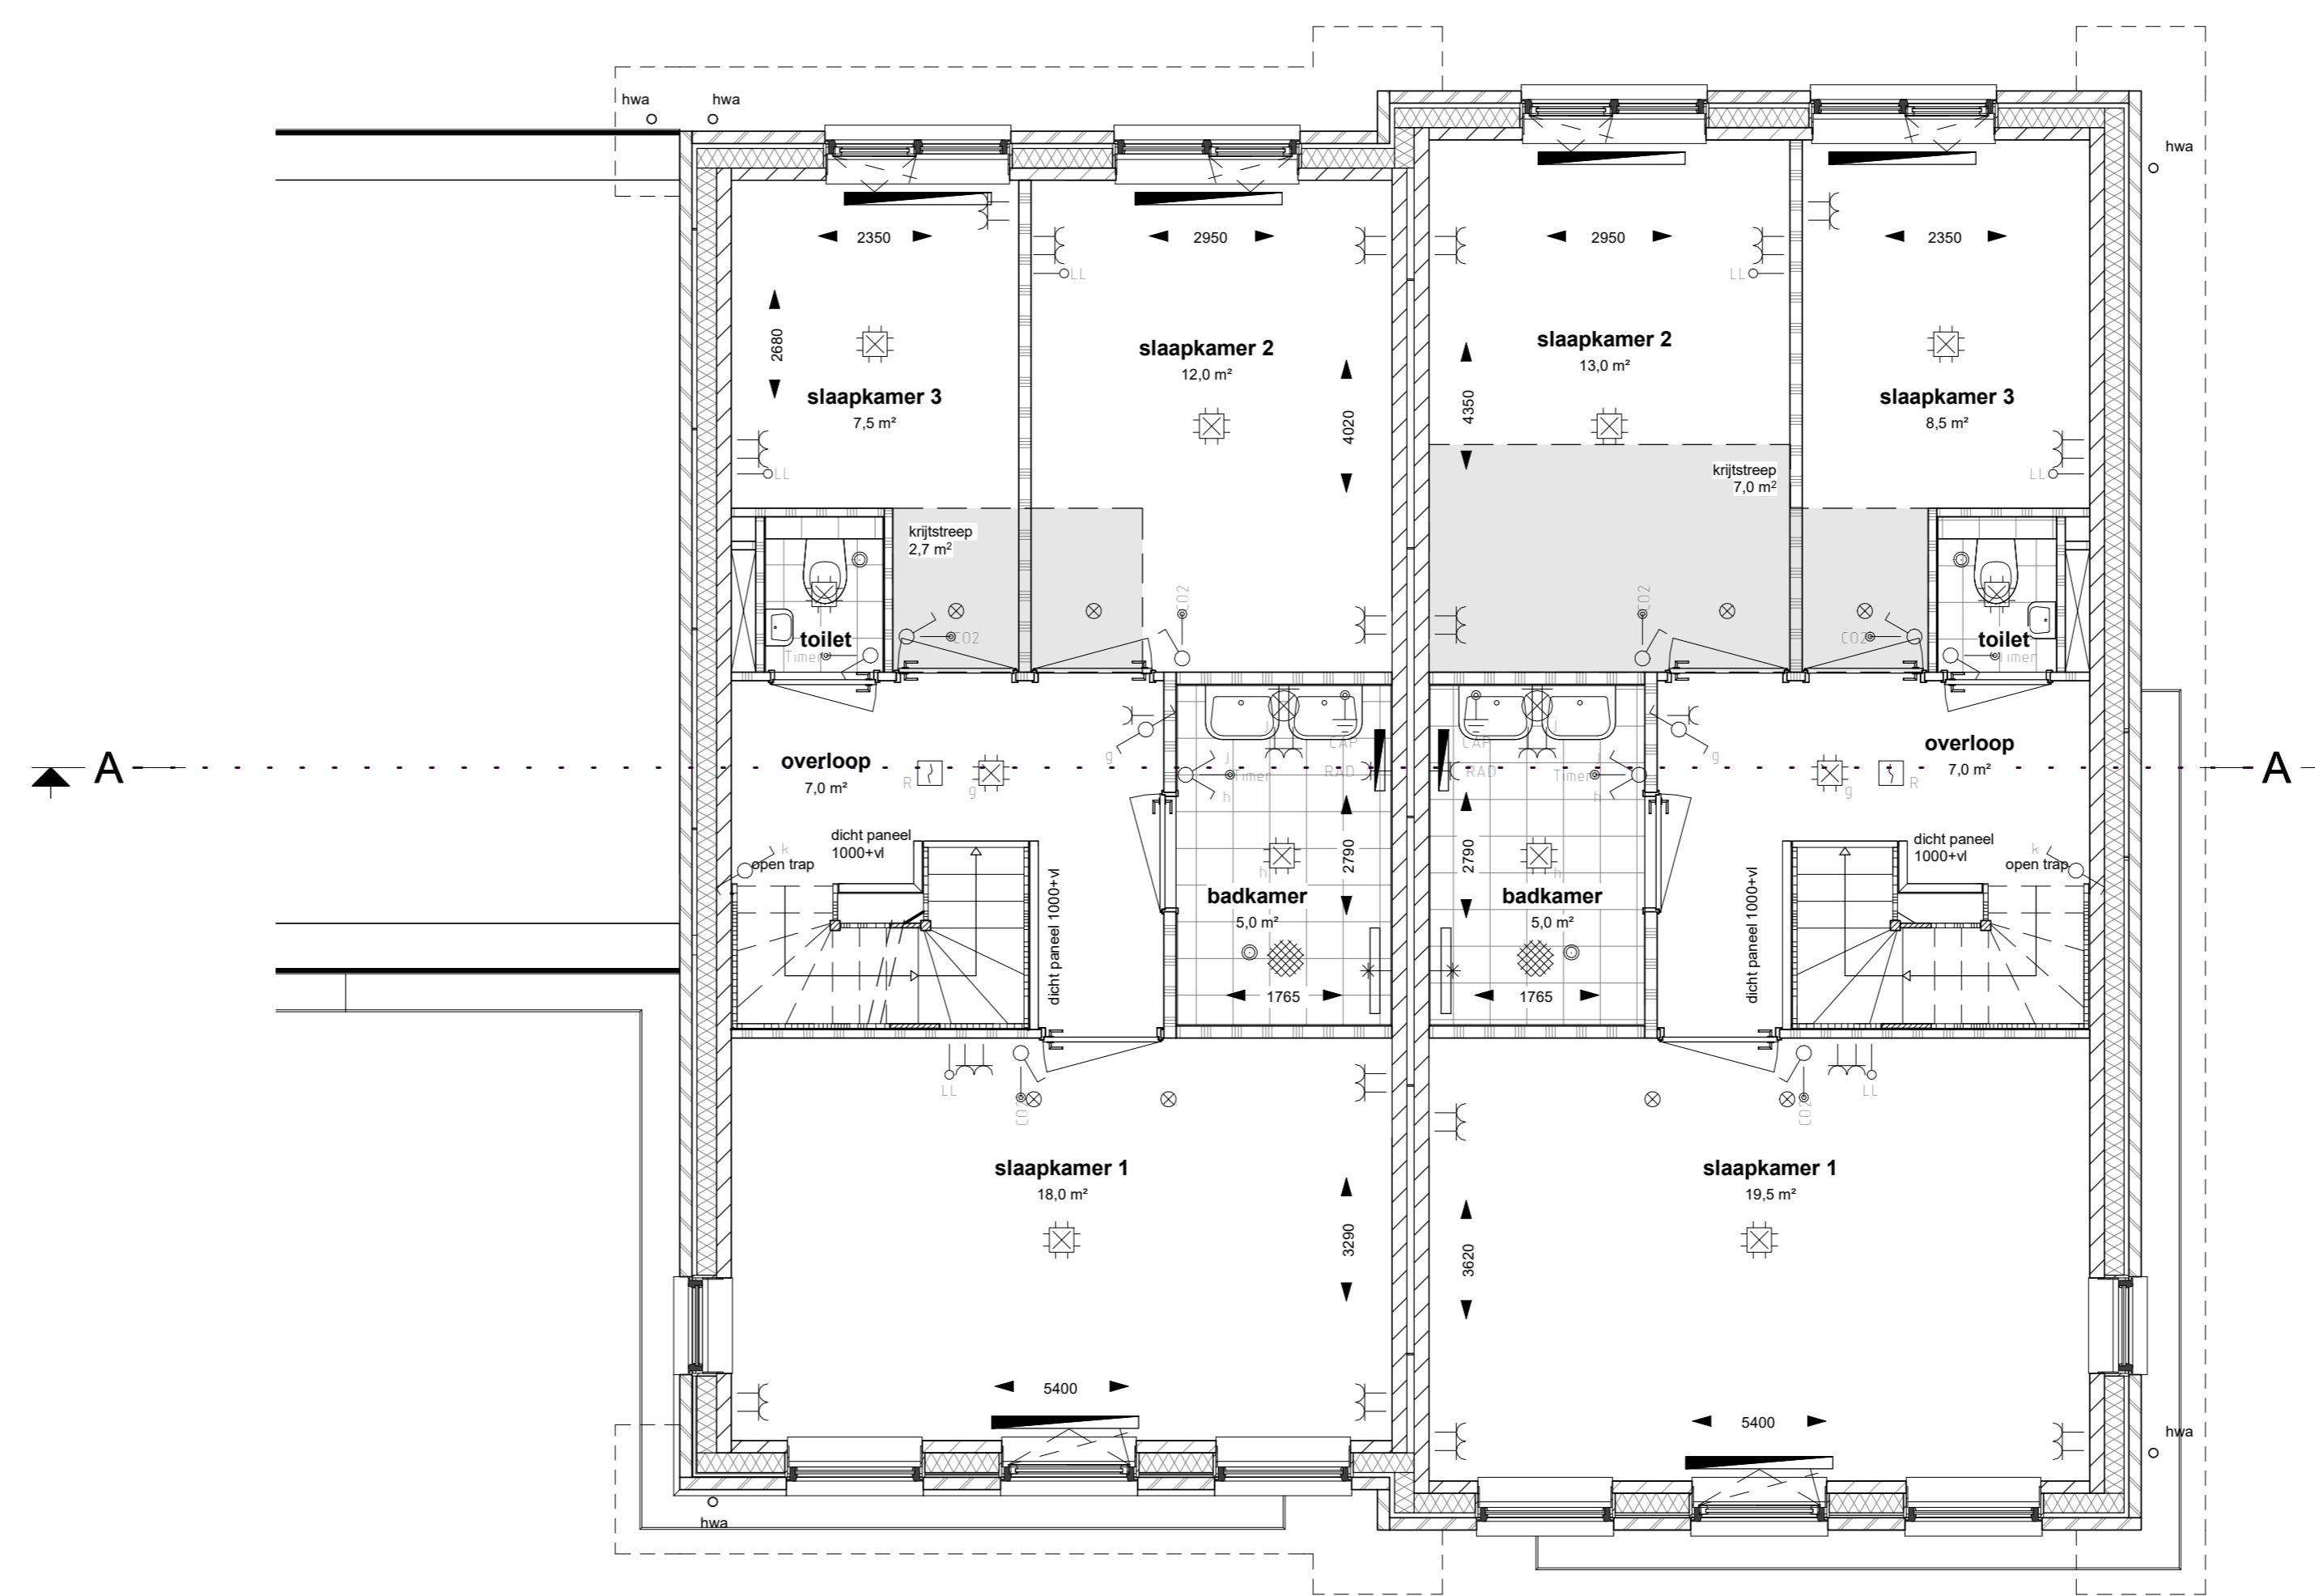 hwa
hwa
hwa
2350
2950
2950
2350
LL
LL
2680
slaapkamer 3
7,5 m²
slaapkamer 2
12,0 m²
4020
4350
slaapkamer 2
13,0 m²
slaapkamer 3
8,5 m²
LL
LL
krijtstreep
7,0 m²
krijtstreep
2,7 m²
CO2
CO2
CO2
CO2
toilet
Timer
toilet
Timer
A
overloop
7,0 m²
R
g
g
j
Timer
h
CAP
RAD
CAP
RAD
j
Timer
h
g
g
R
overloop
7,0 m²
A
dicht paneel
1000+vl
k
open trap
dicht paneel 1000+vl
h
badkamer
5,0 m²
2790
2790
h
badkamer
5,0 m²
dicht paneel 1000+vl
dicht paneel
1000+vl
k
open trap
1765
1765
LL
CO2
CO2
LL
slaapkamer 1
18,0 m²
3290
3620
slaapkamer 1
19,5 m²
5400
5400
hwa
hwa